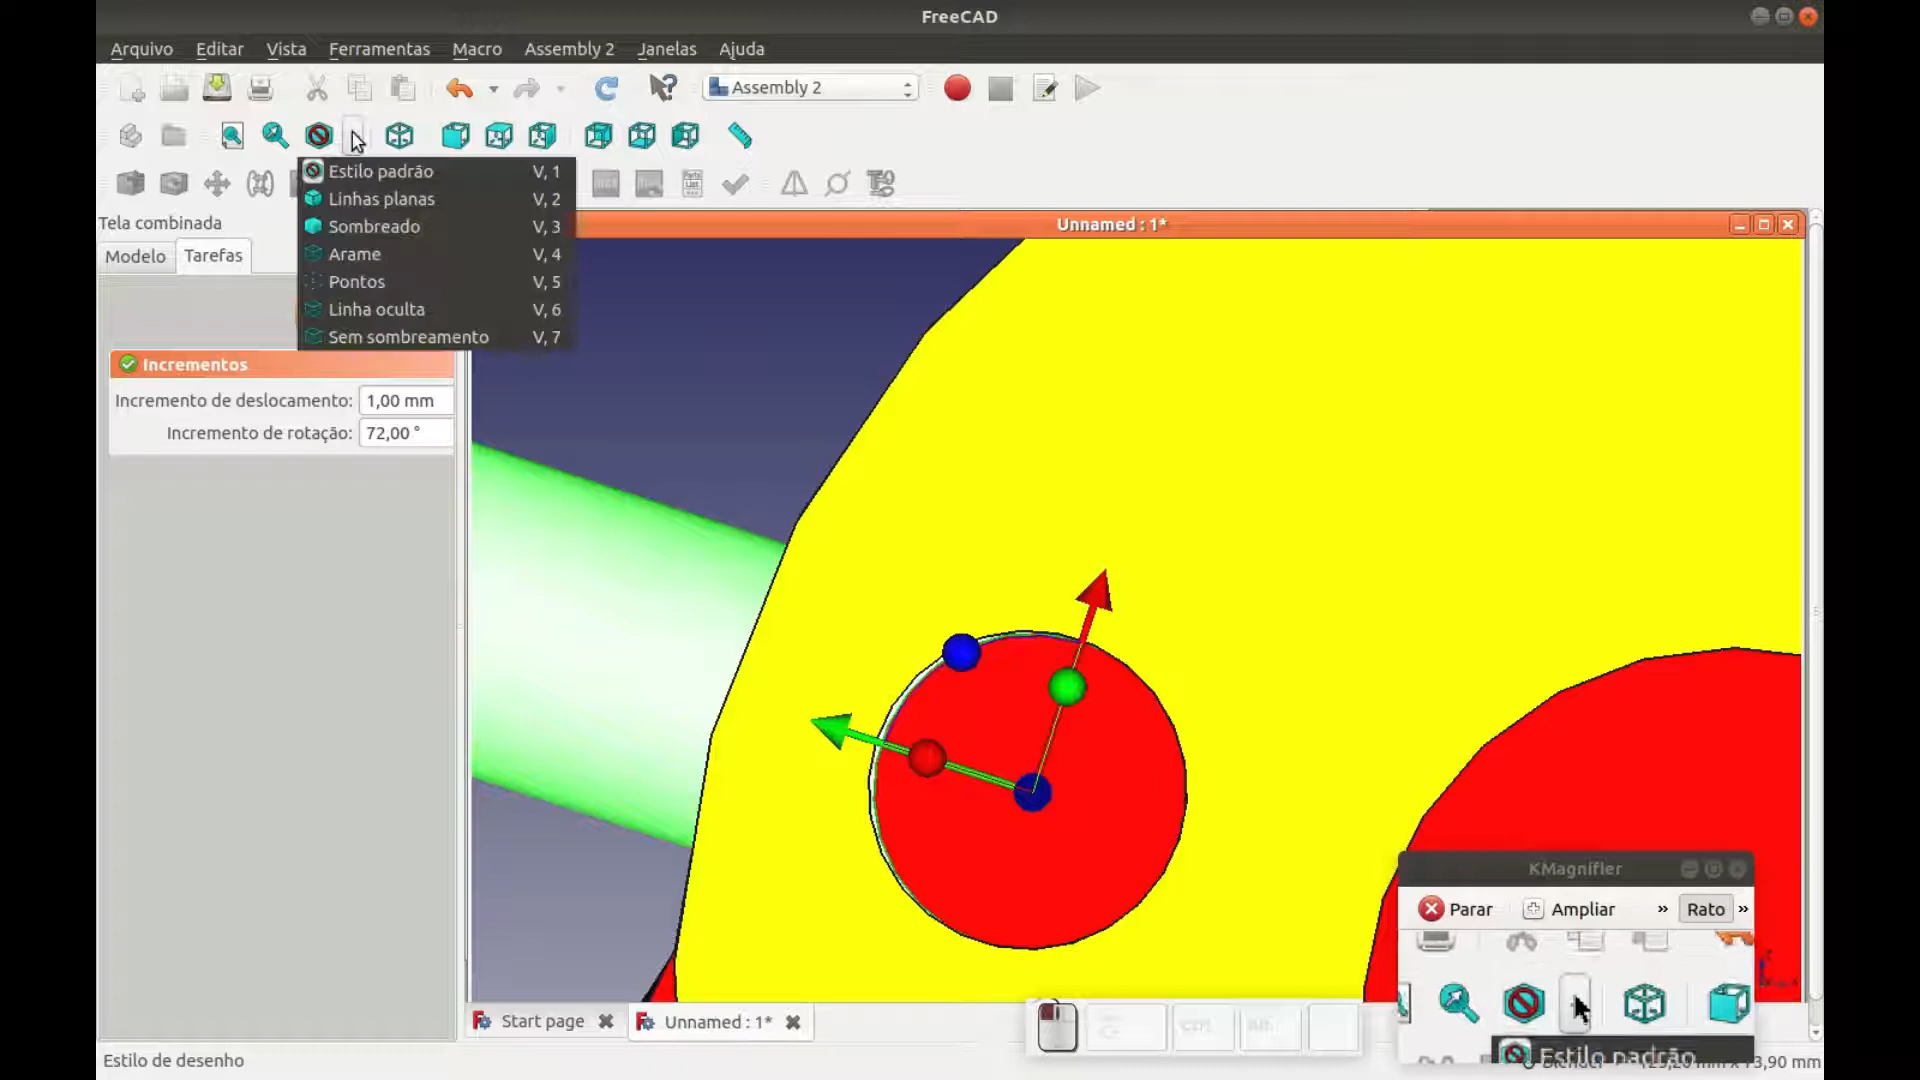 FreeCAD
Arquivo Editar Vista Ferramentas Macro Assembly 2 Janelas Ajuda
Assembly 2
Estilo padrão V, 1
Linhas planas V, 2
Sombreado V, 3
Arame V, 4
Pontos V, 5
Linha oculta V, 6
Sem sombreamento V, 7
Tela combinada
Modelo Tarefas
Unnamed : 1*
Incrementos
Incremento de deslocamento: 1,00 mm
Incremento de rotação: 72,00 °
KMagnifier
Parar Ampliar » Rato »
Estilo padrão
Start page Unnamed : 1*
Estilo de desenho
3,90 mm